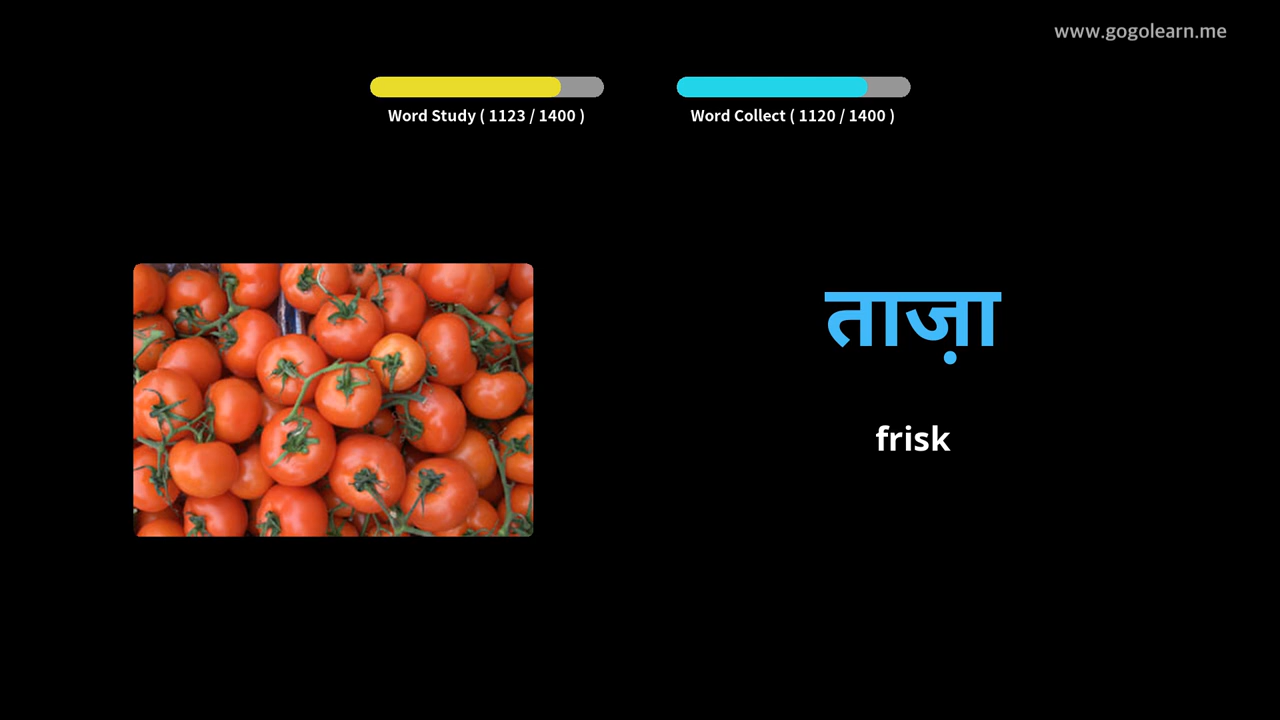 www.gogolearn.me
Word Study ( 1123 / 1400 )
Word Collect ( 1120 / 1400 )
ताज़ा
frisk